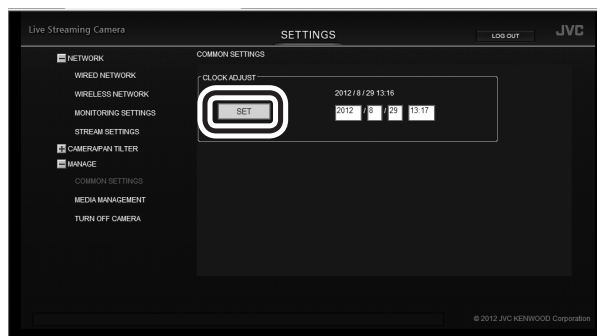 Live Streaming Camera
SETTINGS
LOG OUT
JVC
NETWORK
WIRED NETWORK
WIRELESS NETWORK
MONITORING SETTINGS
STREAM SETTINGS
CAMERA/PAN TILTER
MANAGE
COMMON SETTINGS
MEDIA MANAGEMENT
TURN OFF CAMERA
COMMON SETTINGS
CLOCK ADJUST
2012 / 8 / 29 13:16
SET
2012 / 8 / 29 13:17
© 2012 JVC KENWOOD Corporation